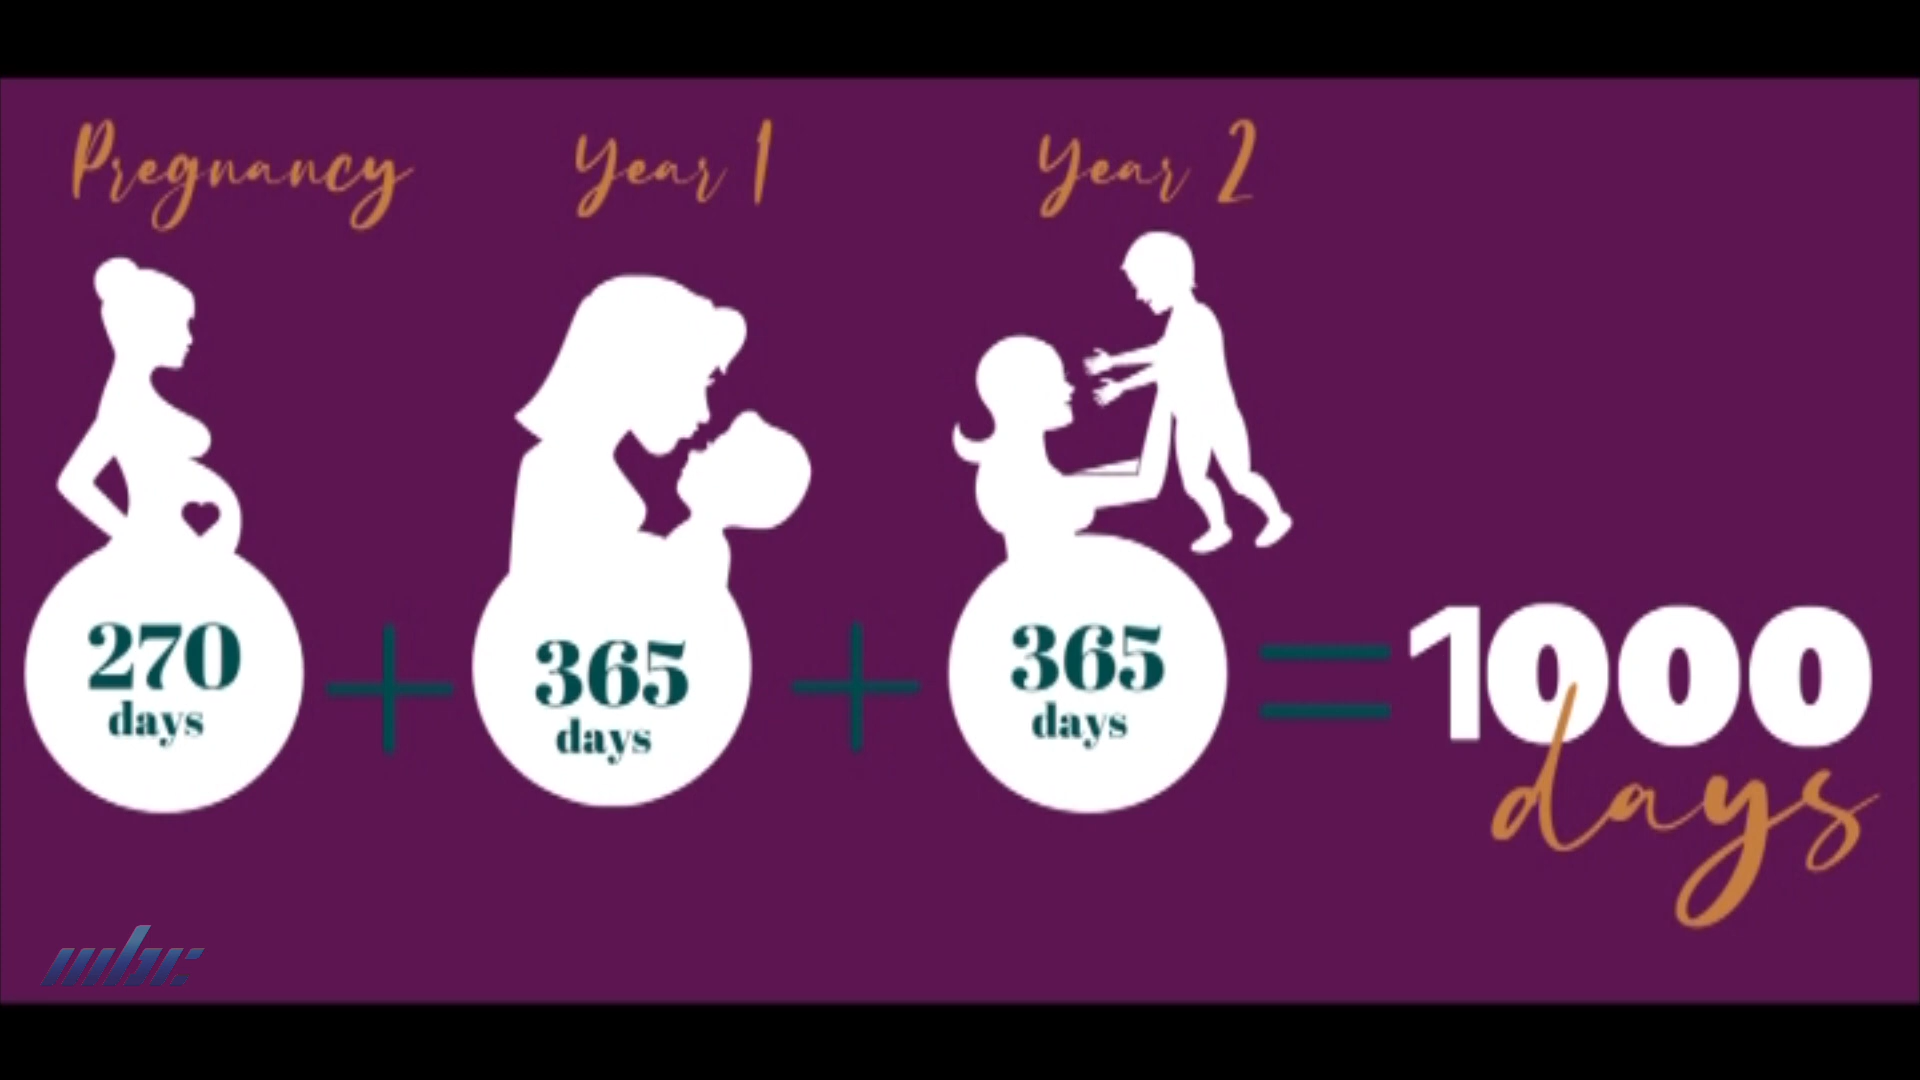 Pregnancy
Year 1
Year 2
270
days
+
365
days
+
365
days
=
1000
days
mbc